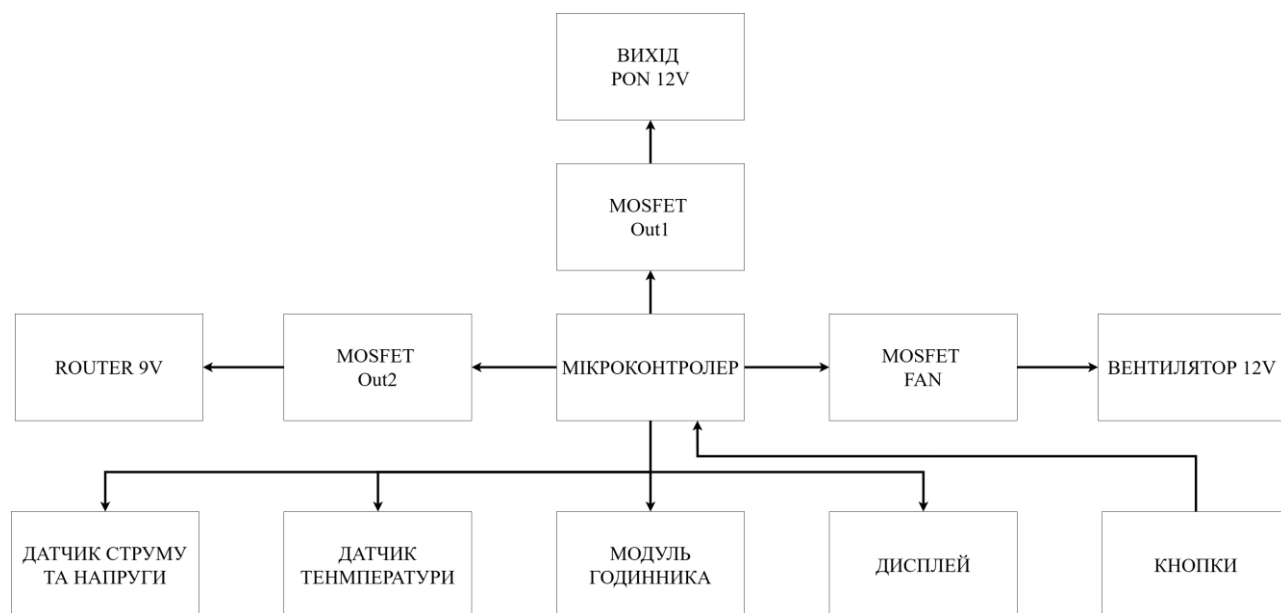 ВИХІД
PON 12V
MOSFET
Out1
ROUTER 9V
MOSFET
Out2
МІКРОКОНТРОЛЕР
MOSFET
FAN
ВЕНТИЛЯТОР 12V
ДАТЧИК СТРУМУ
ТА НАПРУГИ
ДАТЧИК
ТЕНМПЕРАТУРИ
МОДУЛЬ
ГОДИННИКА
ДИСПЛЕЙ
КНОПКИ